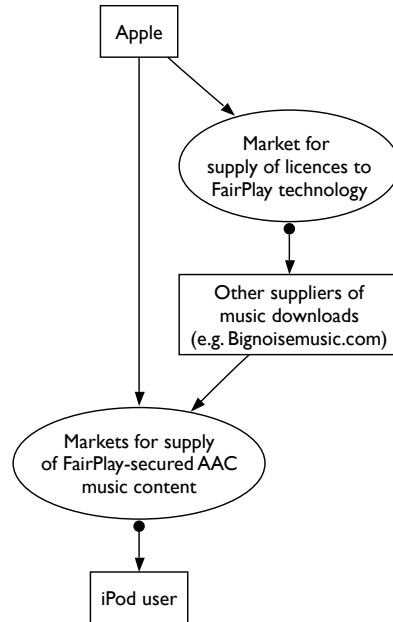 Apple
Market for
supply of licences to
FairPlay technology
Other suppliers of
music downloads
(e.g. Bignoisemusic.com)
Markets for supply
of FairPlay-secured AAC
music content
iPod user